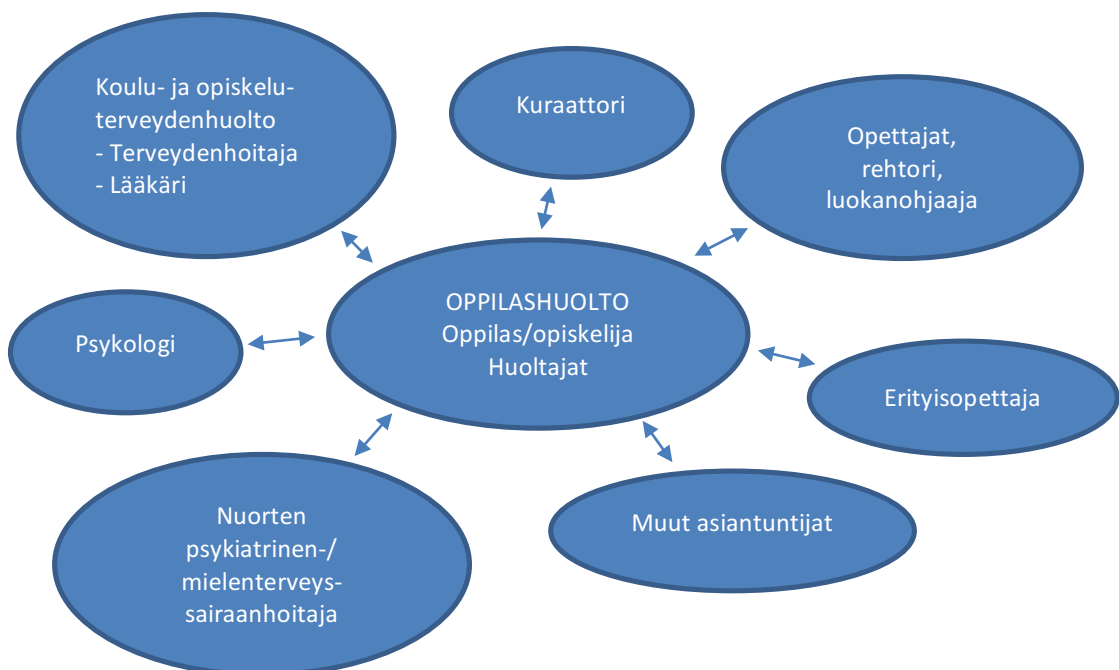 Koulu- ja opiskelu-
terveydenhuolto
- Terveydenhoitaja
- Lääkäri
Kuraattori
Opettajat,
rehtori,
luokanohjaaja
Psykologi
OPPILASHUOLTO
Oppilas/opiskelija
Huoltajat
Erityisopettaja
Nuorten
psykiatrinen-/
mielenterveys-
sairaanhoitaja
Muut asiantuntijat